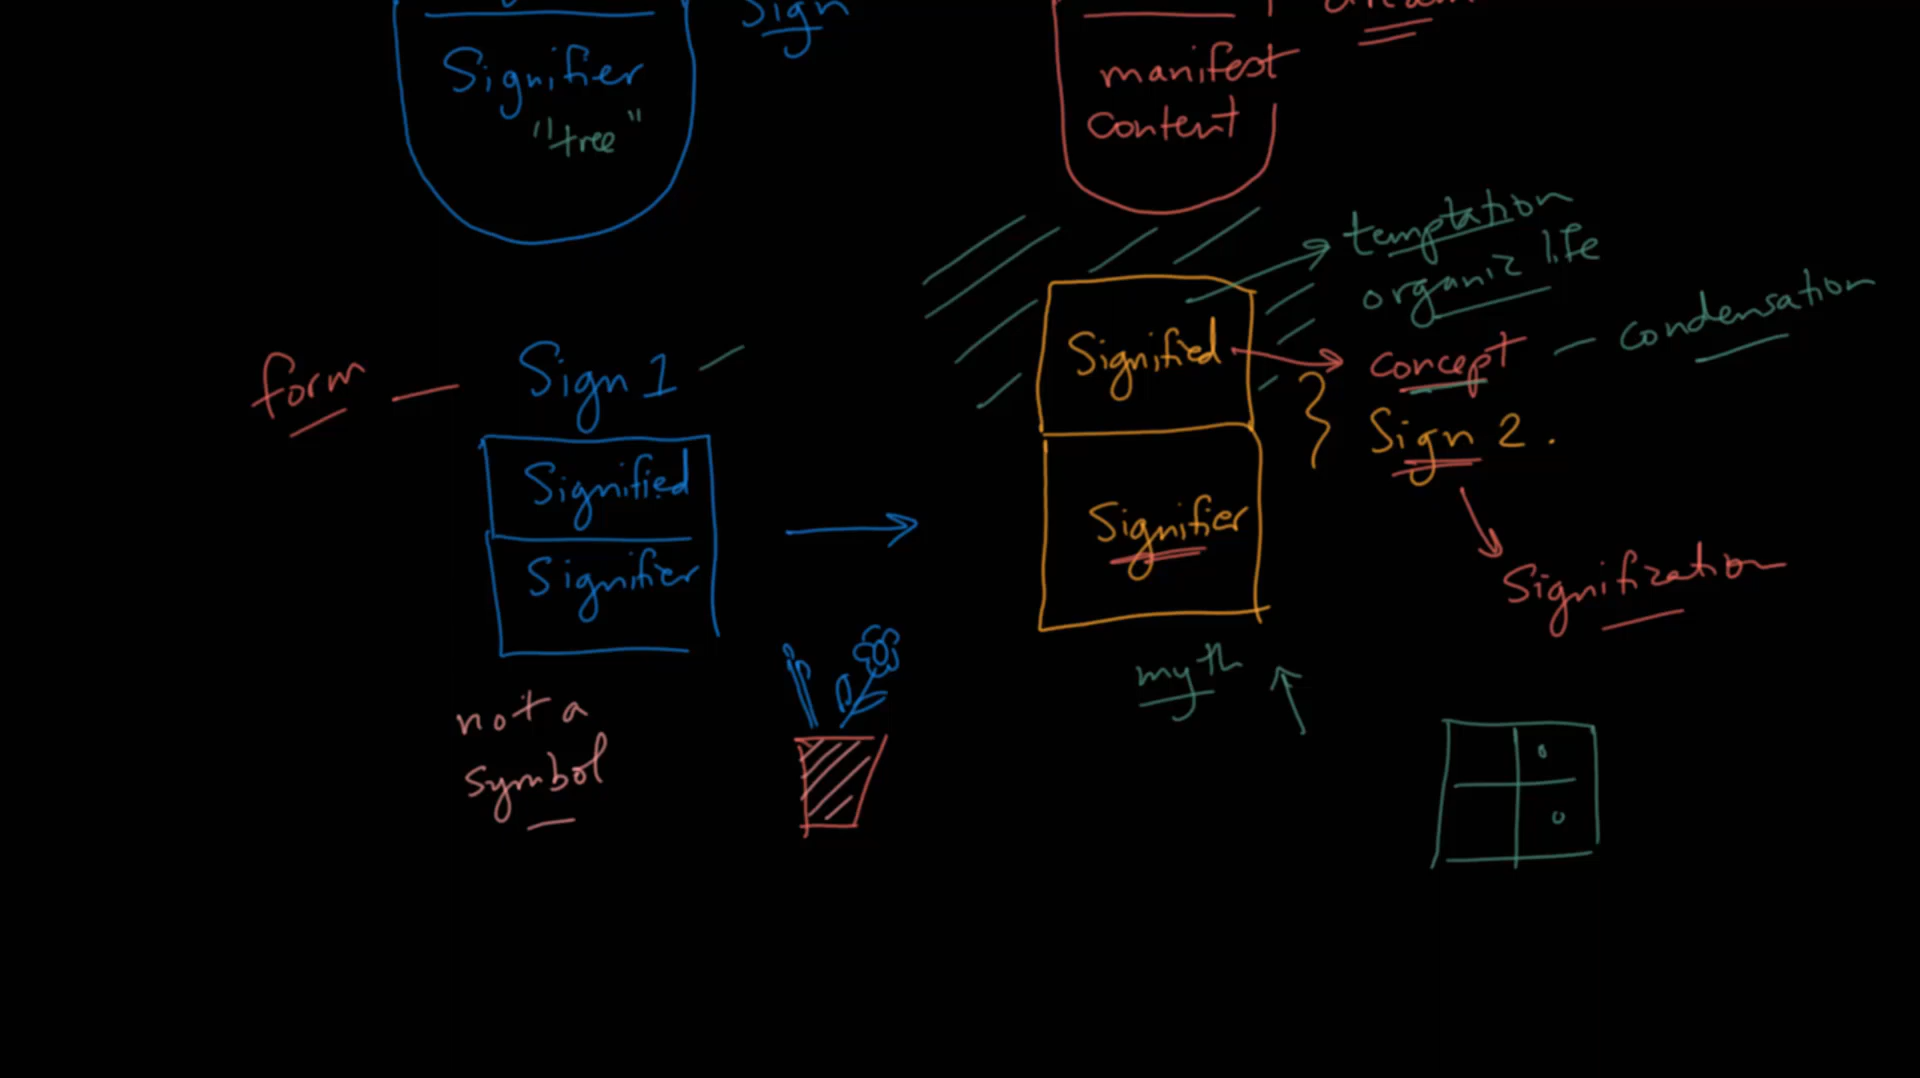 Sign
Signifier
"tree"
manifest
content
temptation
organic life
condensation
form
Sign 1
Signified
concept
Sign 2.
Signified
Signifier
Signifier
Signification
myth
not a
symbol